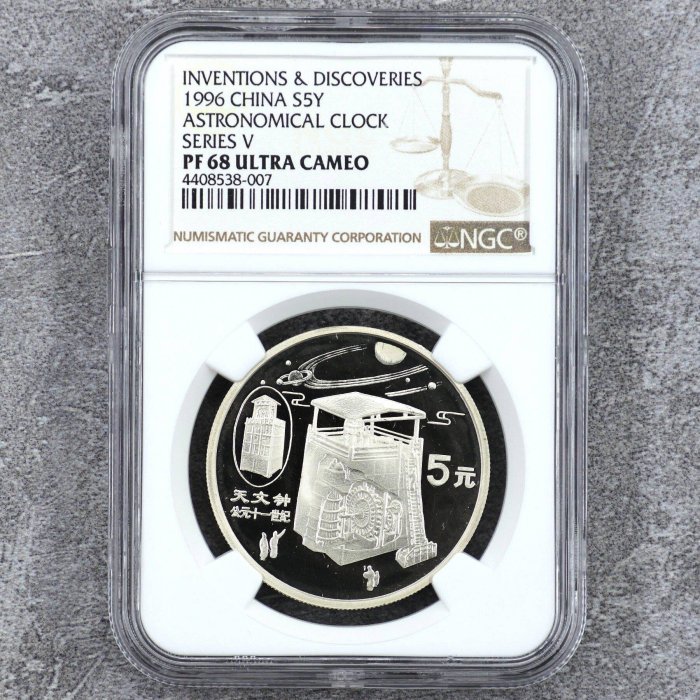 INVENTIONS & DISCOVERIES
1996 CHINA S5Y
ASTRONOMICAL CLOCK
SERIES V
PF 68 ULTRA CAMEO
4408538-007
NUMISMATIC GUARANTY CORPORATION
NGC®
5元
天文钟
公元十一世纪